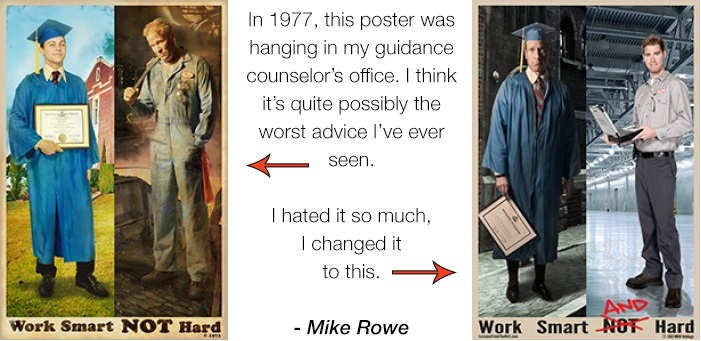 In 1977, this poster was
hanging in my guidance
counselor's office. I think
it's quite possibly the
worst advice I've ever
seen.
I hated it so much,
I changed it
to this.
- Mike Rowe
Work Smart NOT Hard
AND
Work Smart NOT Hard